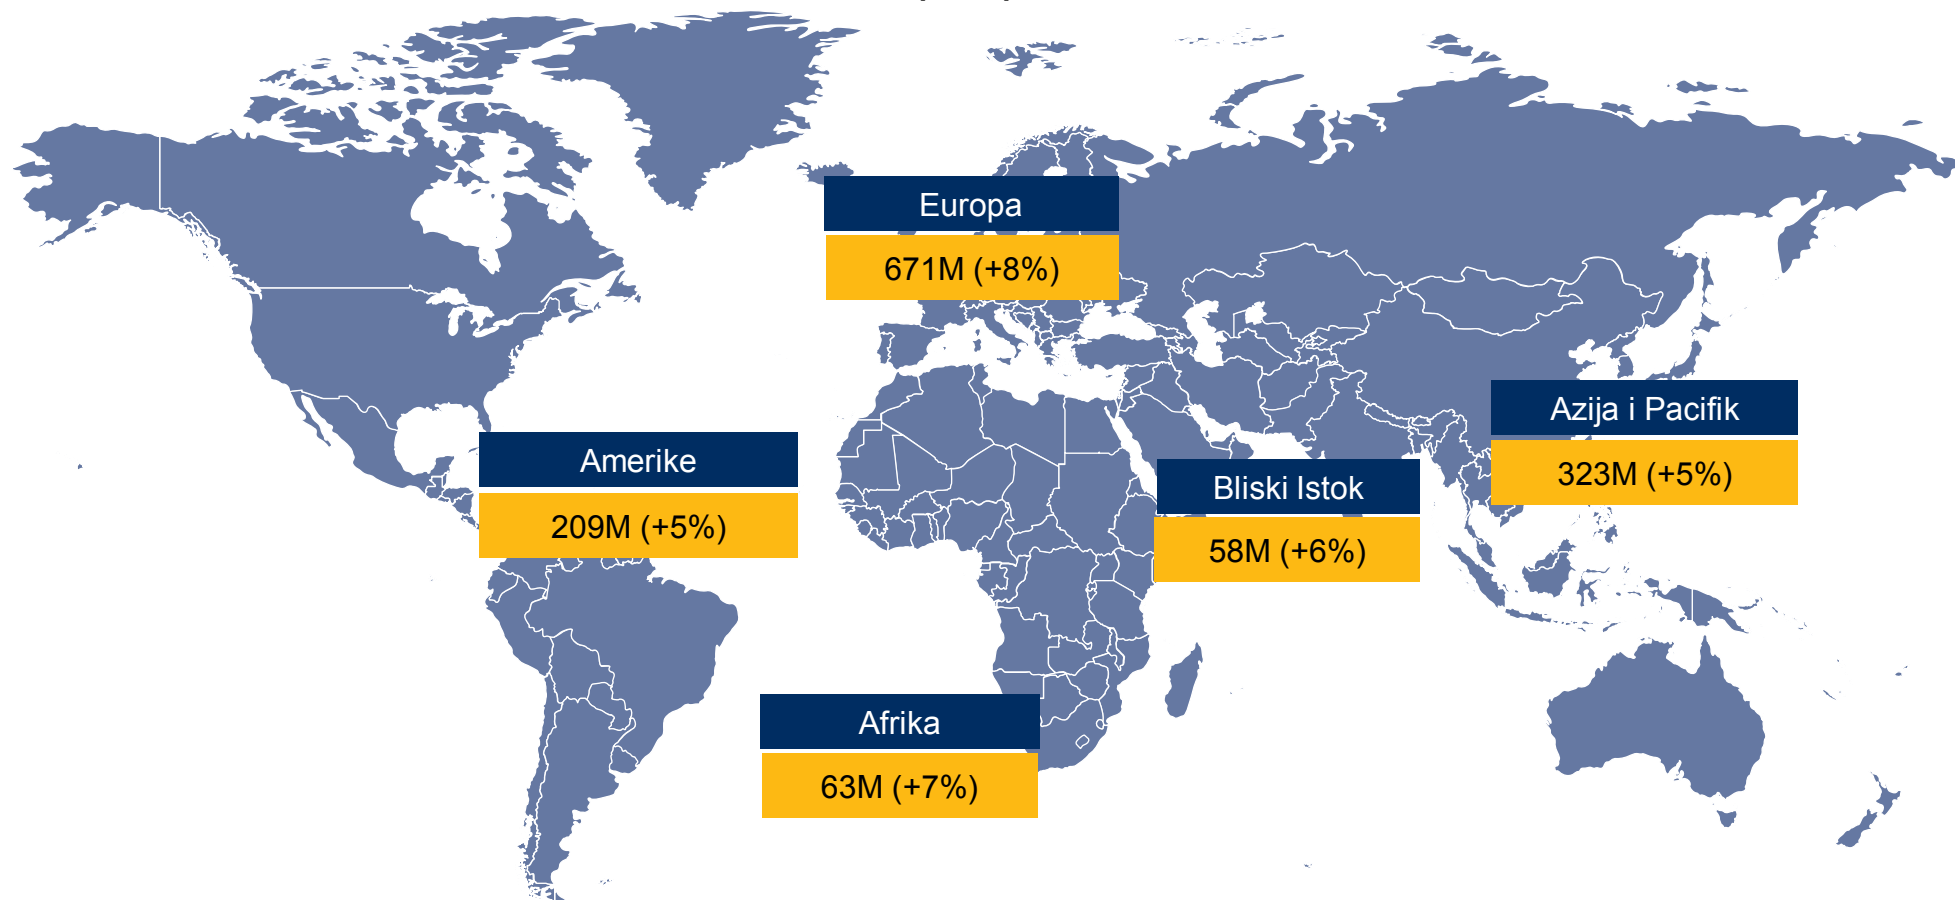 Europa
671M (+8%)
Azija i Pacifik
323M (+5%)
Amerike
209M (+5%)
Bliski Istok
58M (+6%)
Afrika
63M (+7%)